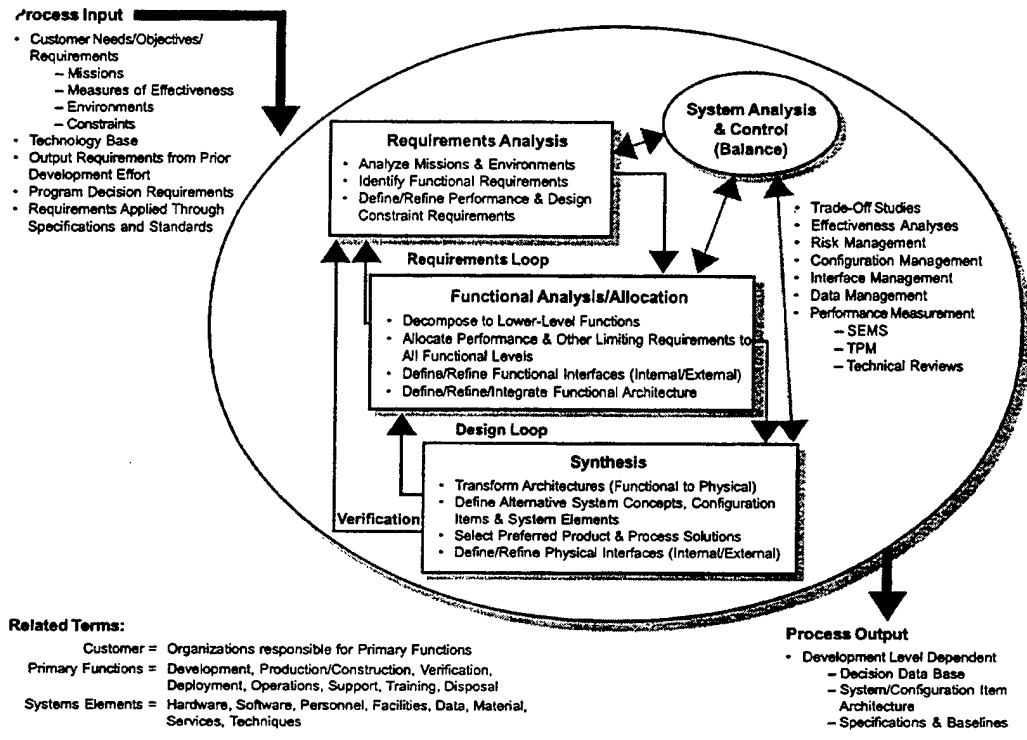 Process Input
• Customer Needs/Objectives/
Requirements
– Missions
– Measures of Effectiveness
– Environments
– Constraints
• Technology Base
• Output Requirements from Prior
Development Effort
• Program Decision Requirements
• Requirements Applied Through
Specifications and Standards
System Analysis
& Control
(Balance)
Requirements Analysis
• Analyze Missions & Environments
• Identify Functional Requirements
• Define/Refine Performance & Design
Constraint Requirements
• Trade-Off Studies
• Effectiveness Analyses
• Risk Management
• Configuration Management
• Interface Management
• Data Management
• Performance Measurement
– SEMS
– TPM
– Technical Reviews
Requirements Loop
Functional Analysis/Allocation
• Decompose to Lower-Level Functions
• Allocate Performance & Other Limiting Requirements to
All Functional Levels
• Define/Refine Functional Interfaces (Internal/External)
• Define/Refine/Integrate Functional Architecture
Design Loop
Synthesis
• Transform Architectures (Functional to Physical)
• Define Alternative System Concepts, Configuration
Items & System Elements
• Select Preferred Product & Process Solutions
• Define/Refine Physical Interfaces (Internal/External)
Verification
Related Terms:
Customer = Organizations responsible for Primary Functions
Primary Functions = Development, Production/Construction, Verification,
Deployment, Operations, Support, Training, Disposal
Systems Elements = Hardware, Software, Personnel, Facilities, Data, Material,
Services, Techniques
Process Output
• Development Level Dependent
– Decision Data Base
– System/Configuration Item
Architecture
– Specifications & Baselines